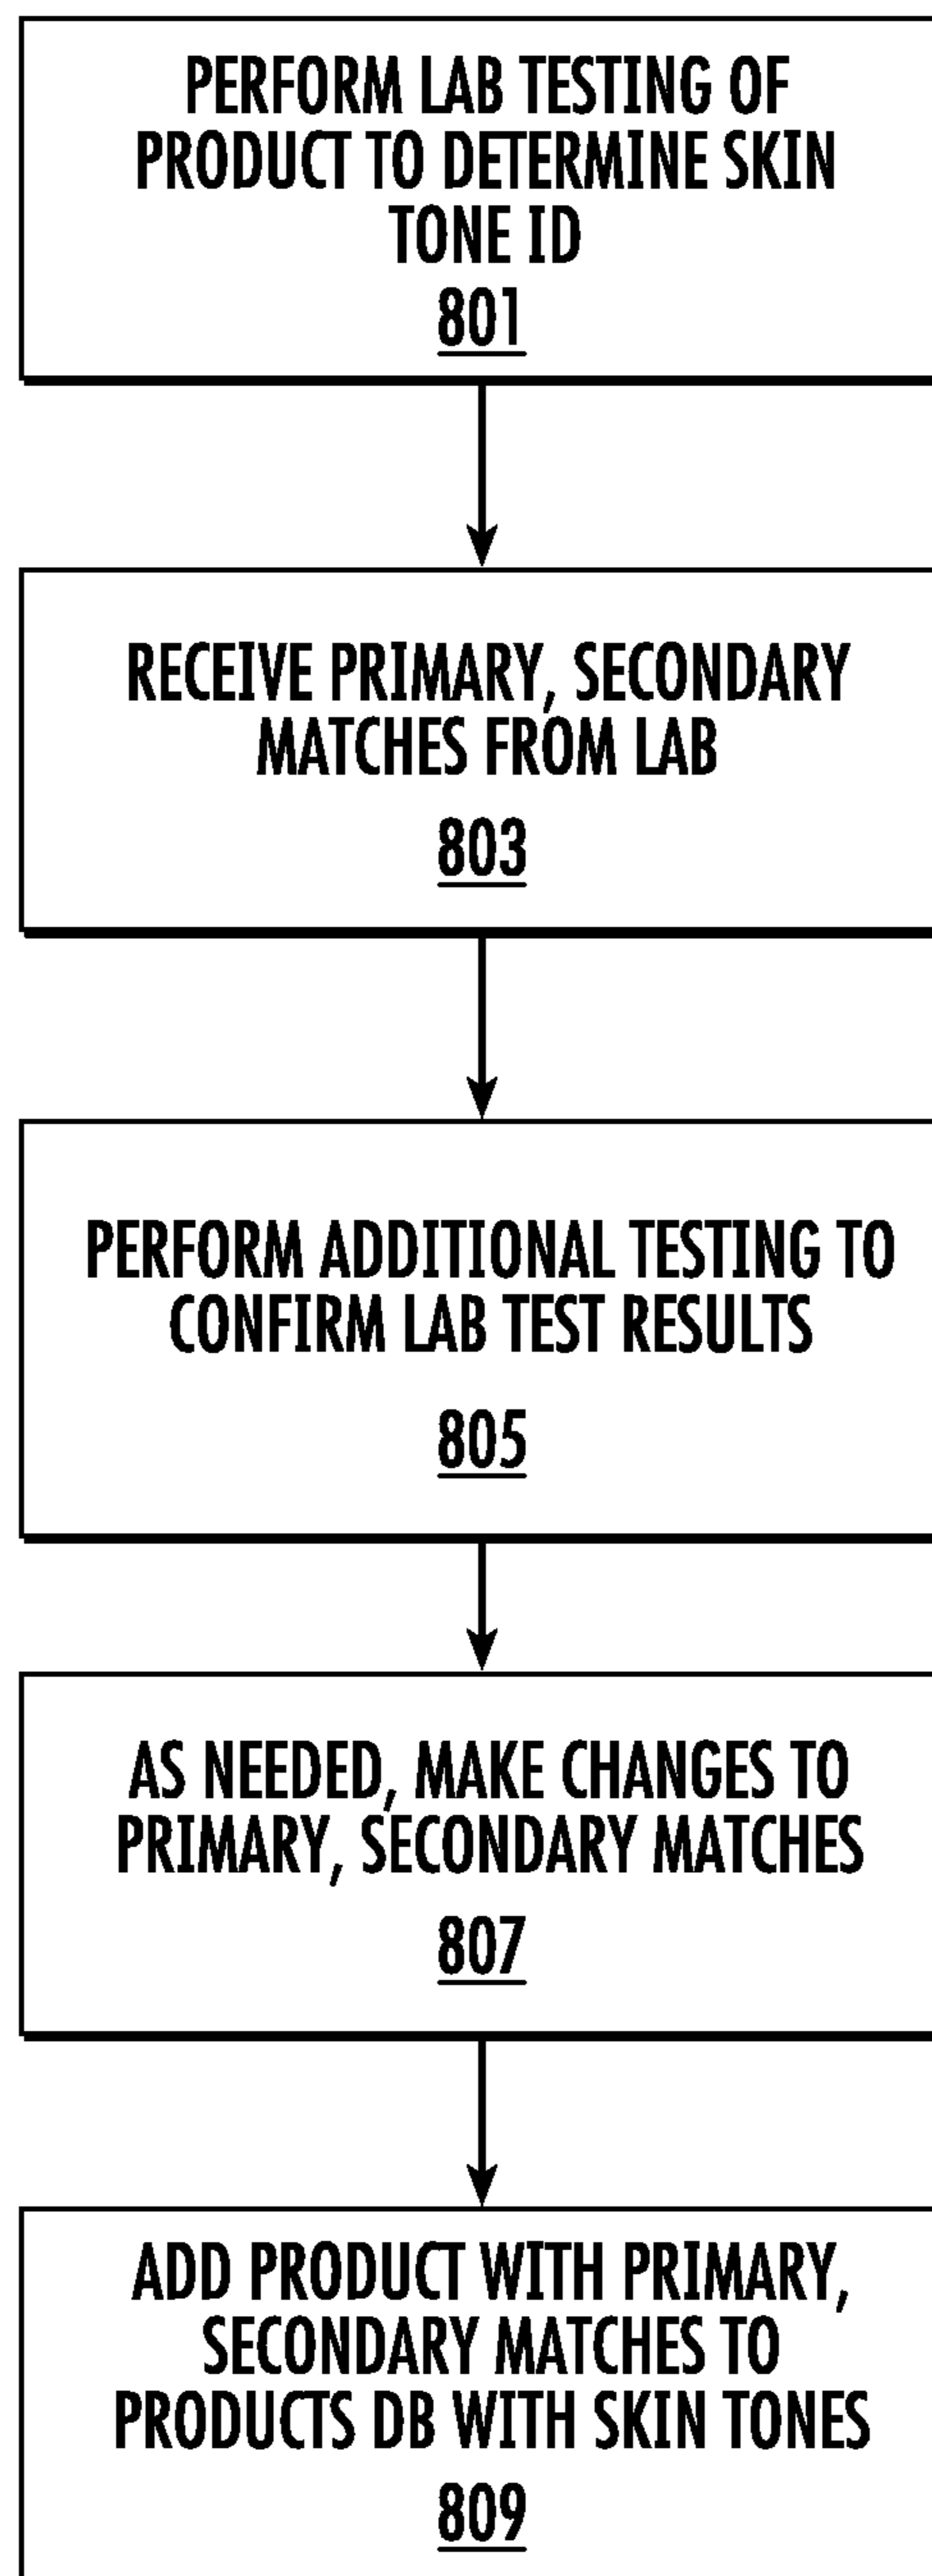 PERFORM LAB TESTING OF
PRODUCT TO DETERMINE SKIN
TONE ID
801
RECEIVE PRIMARY, SECONDARY
MATCHES FROM LAB
803
PERFORM ADDITIONAL TESTING TO
CONFIRM LAB TEST RESULTS
805
AS NEEDED, MAKE CHANGES TO
PRIMARY, SECONDARY MATCHES
807
ADD PRODUCT WITH PRIMARY,
SECONDARY MATCHES TO
PRODUCTS DB WITH SKIN TONES
809